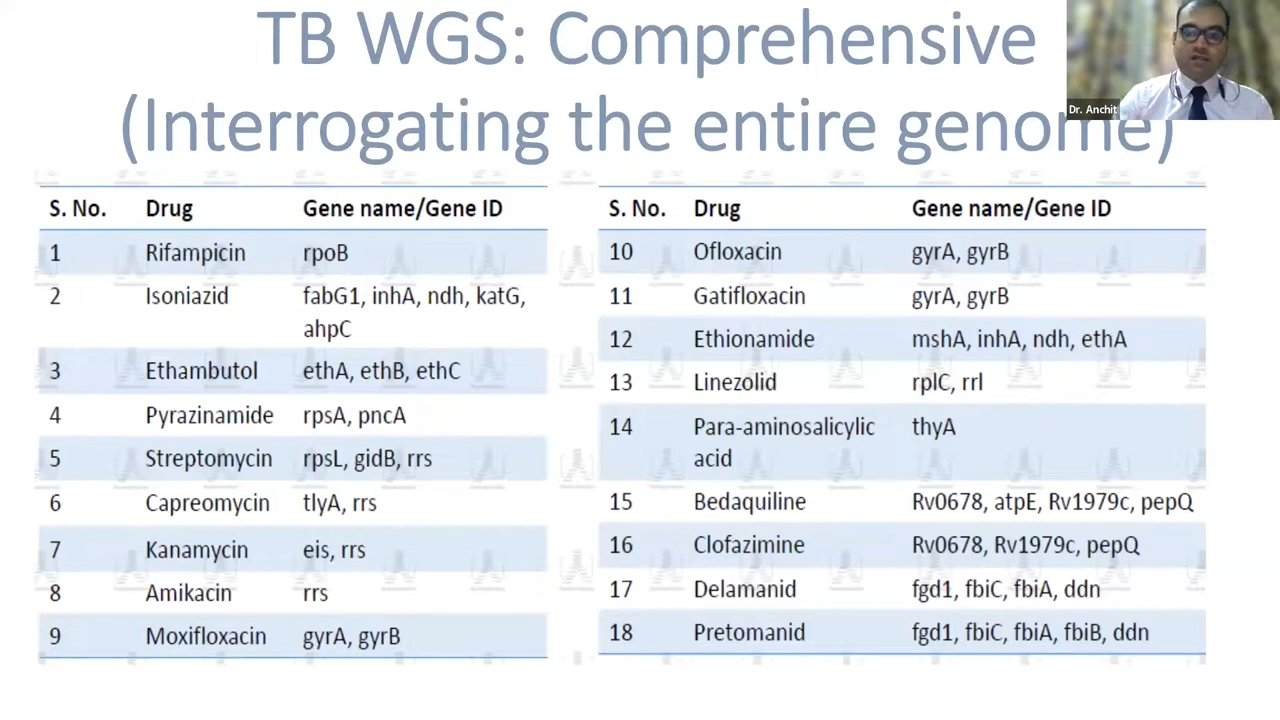 TB WGS: Comprehensive
(Interrogating the entire genome)
Dr. Anchit
S. No. Drug Gene name/Gene ID
1 Rifampicin rpoB
2 Isoniazid fabG1, inhA, ndh, katG,
ahpC
3 Ethambutol ethA, ethB, ethC
4 Pyrazinamide rpsA, pncA
5 Streptomycin rpsL, gidB, rrs
6 Capreomycin tlyA, rrs
7 Kanamycin eis, rrs
8 Amikacin rrs
9 Moxifloxacin gyrA, gyrB
S. No. Drug Gene name/Gene ID
10 Ofloxacin gyrA, gyrB
11 Gatifloxacin gyrA, gyrB
12 Ethionamide mshA, inhA, ndh, ethA
13 Linezolid rplC, rrl
14 Para-aminosalicylic thyA
acid
15 Bedaquiline Rv0678, atpE, Rv1979c, pepQ
16 Clofazimine Rv0678, Rv1979c, pepQ
17 Delamanid fgd1, fbiC, fbiA, ddn
18 Pretomanid fgd1, fbiC, fbiA, fbiB, ddn